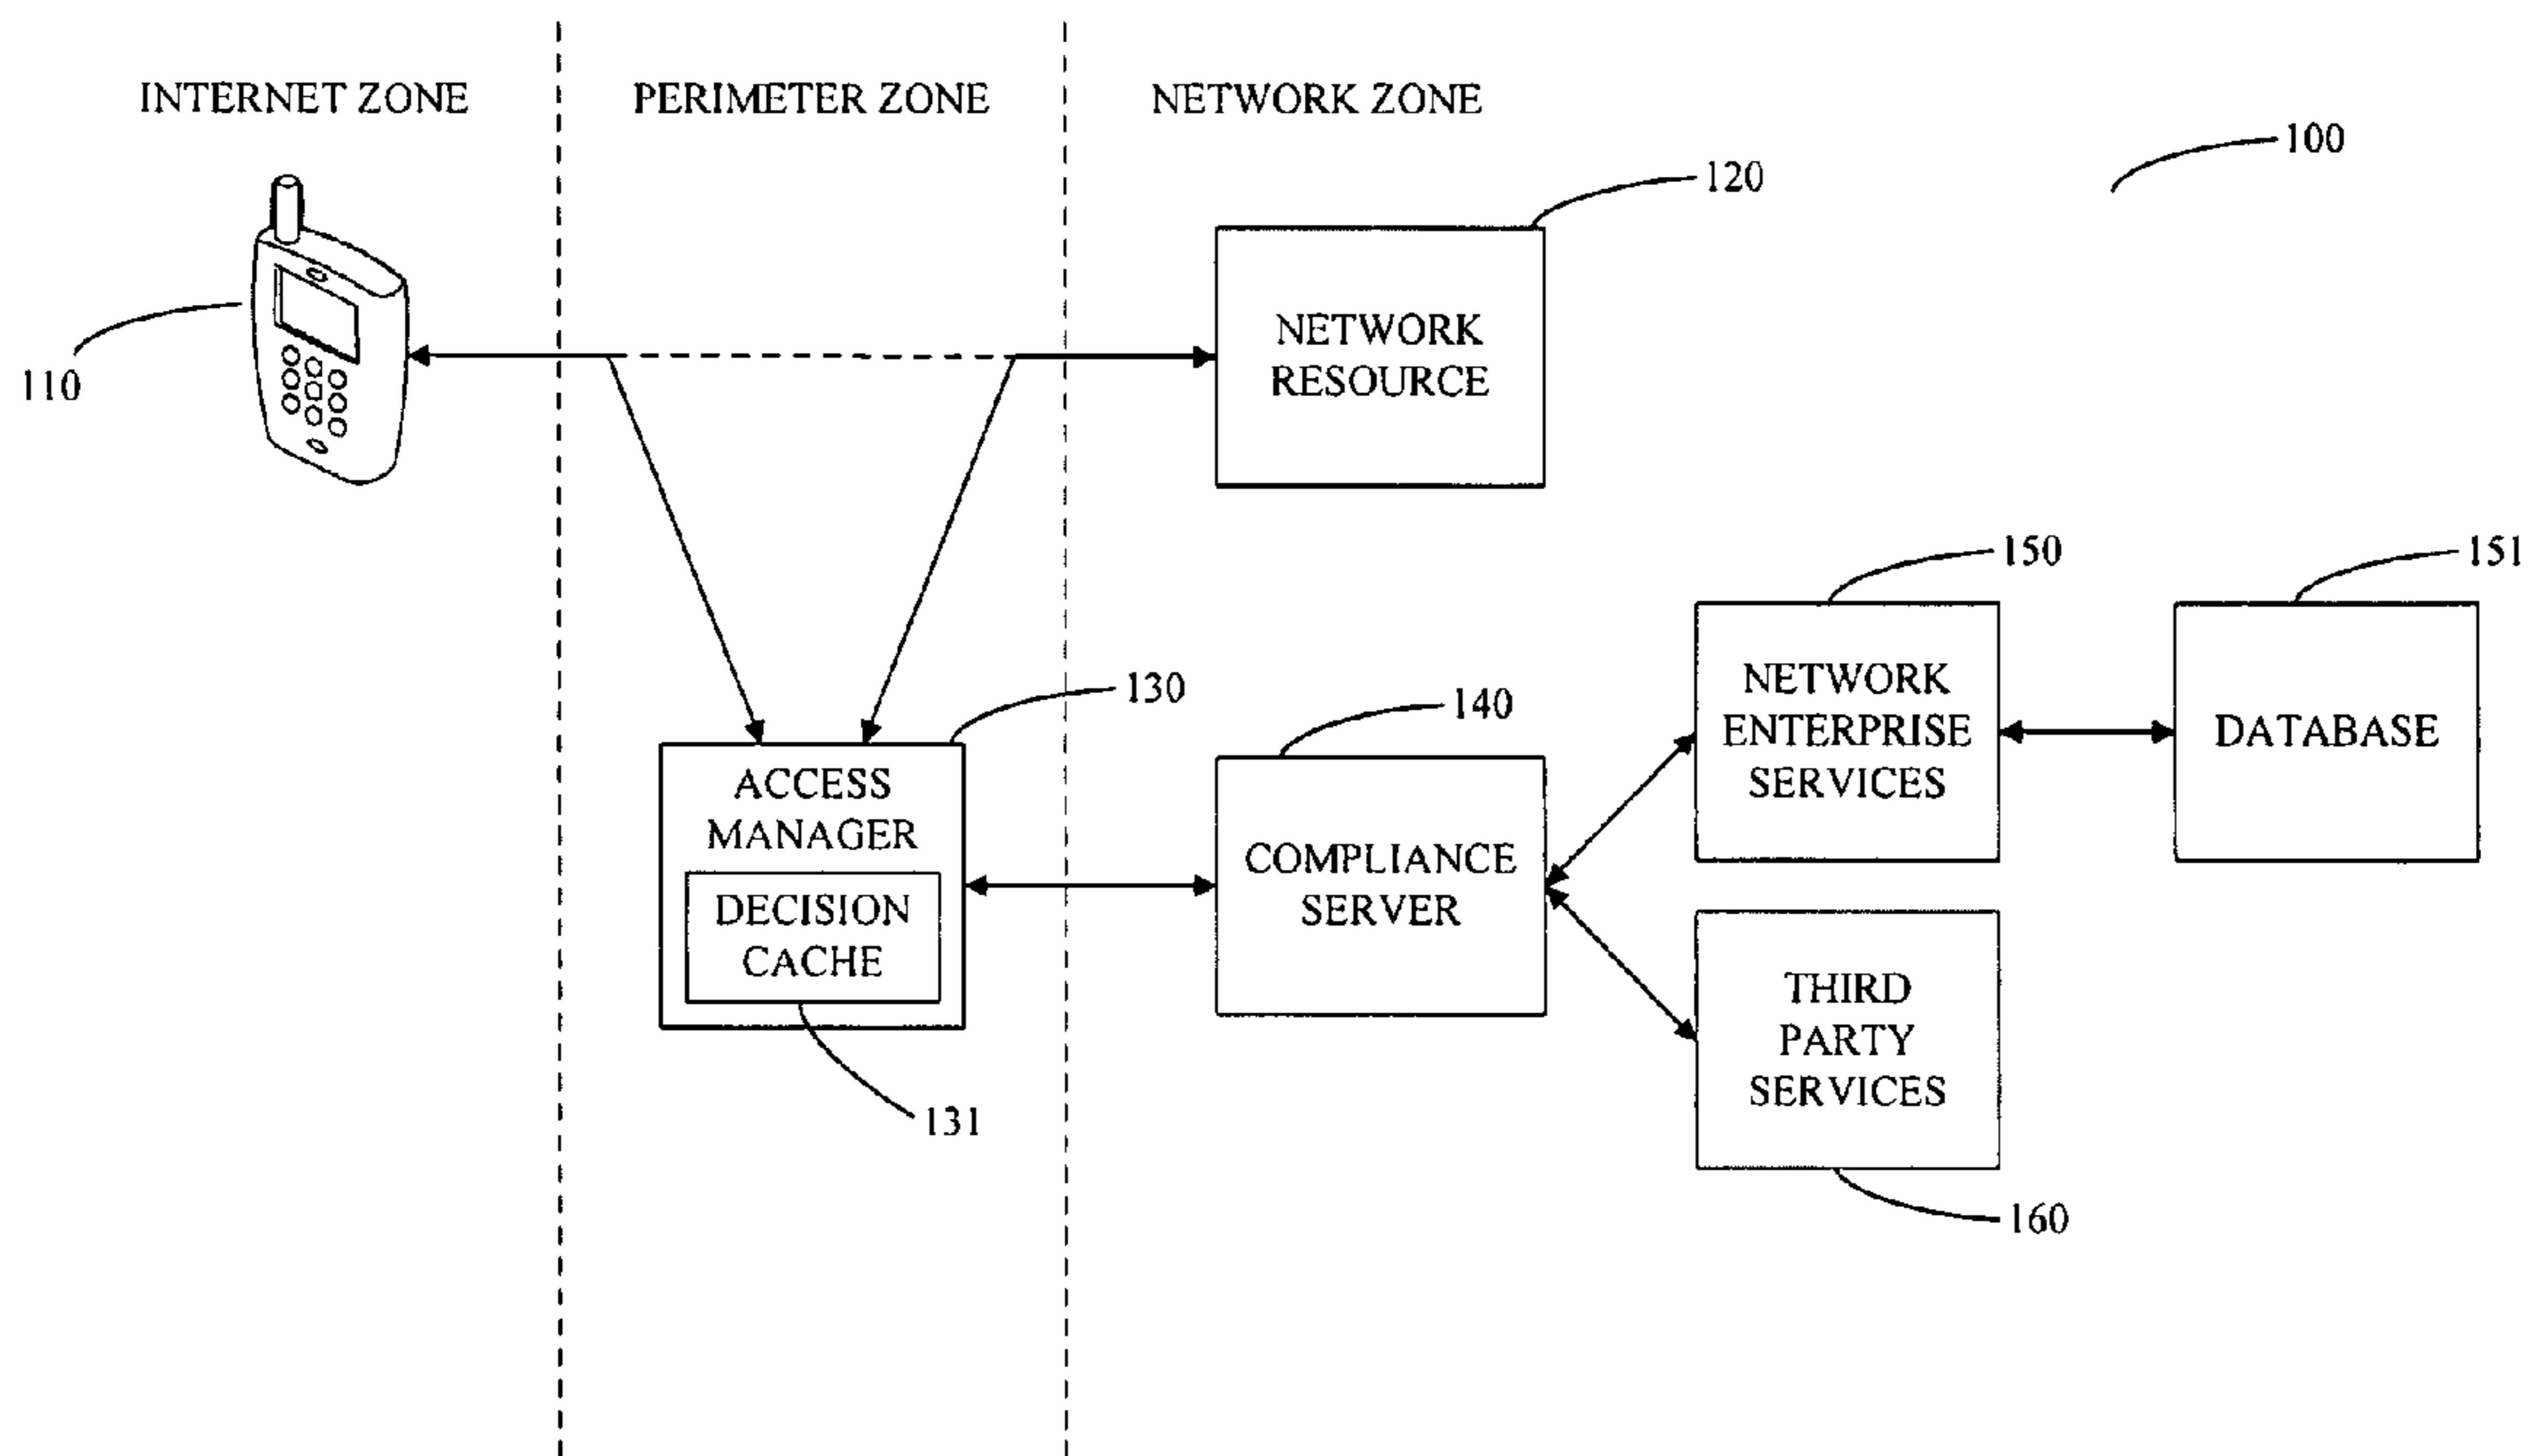 INTERNET ZONE
PERIMETER ZONE
NETWORK ZONE
100
120
NETWORK
RESOURCE
110
150
151
NETWORK
ENTERPRISE
SERVICES
DATABASE
130
140
ACCESS
MANAGER
DECISION
CACHE
COMPLIANCE
SERVER
THIRD
PARTY
SERVICES
131
160